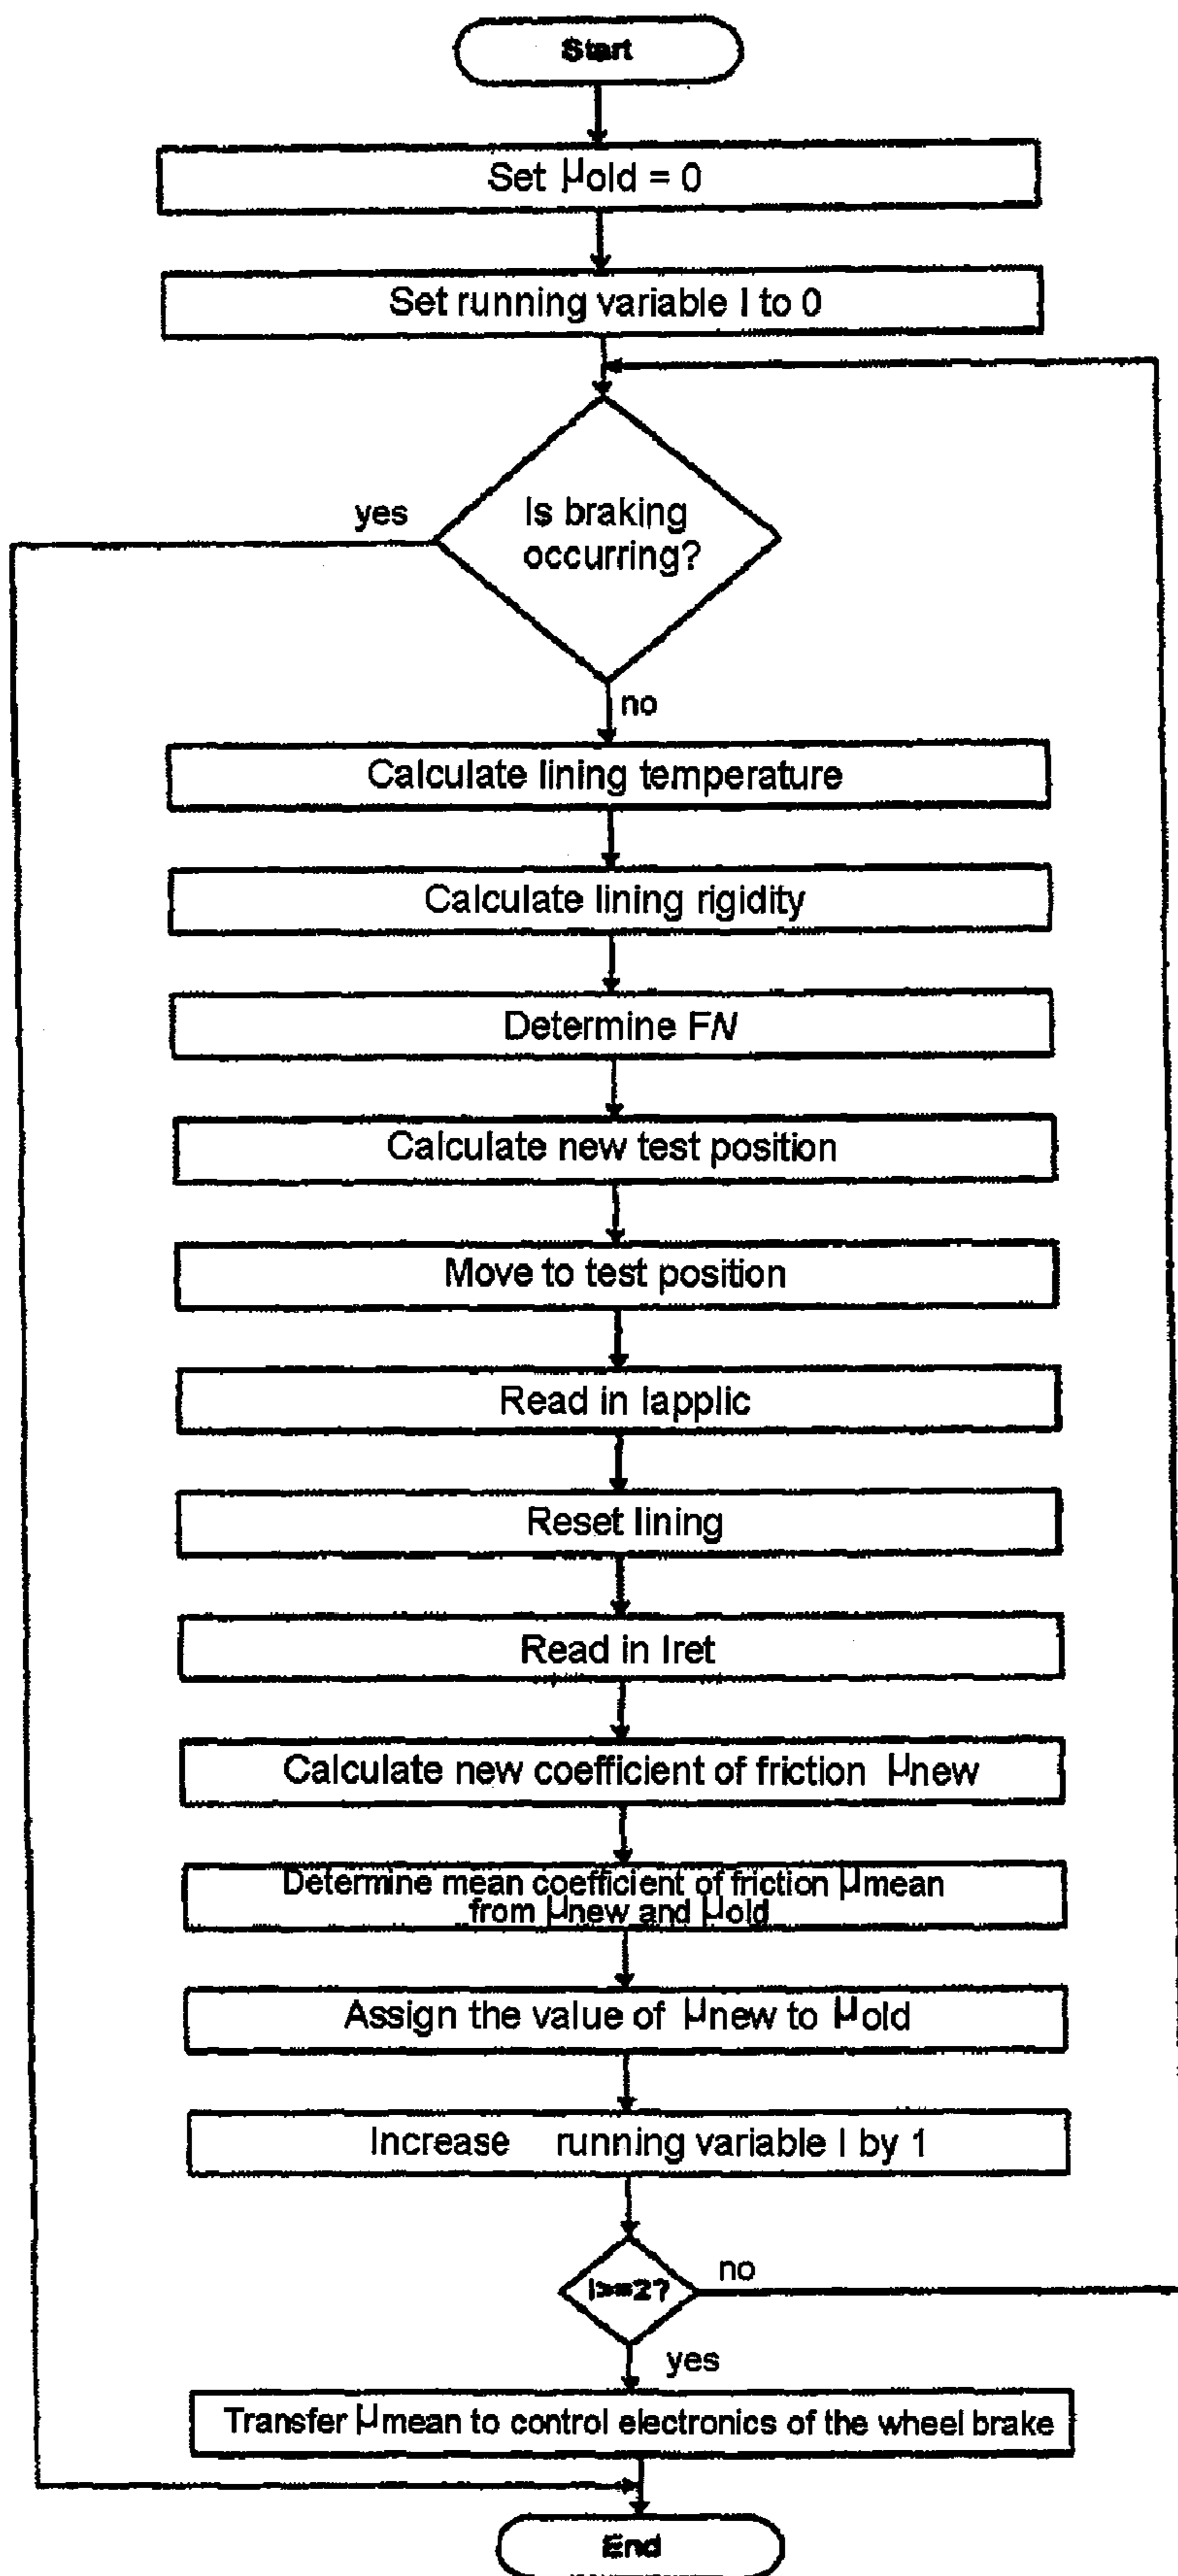 Start
Set μold = 0
Set running variable I to 0
Is braking
occurring?
yes
no
Calculate lining temperature
Calculate lining rigidity
Determine FN
Calculate new test position
Move to test position
Read in Iapplic
Reset lining
Read in Iret
Calculate new coefficient of friction μnew
Determine mean coefficient of friction μmean
from μnew and μold
Assign the value of μnew to μold
Increase running variable I by 1
I>=2?
no
yes
Transfer μmean to control electronics of the wheel brake
End